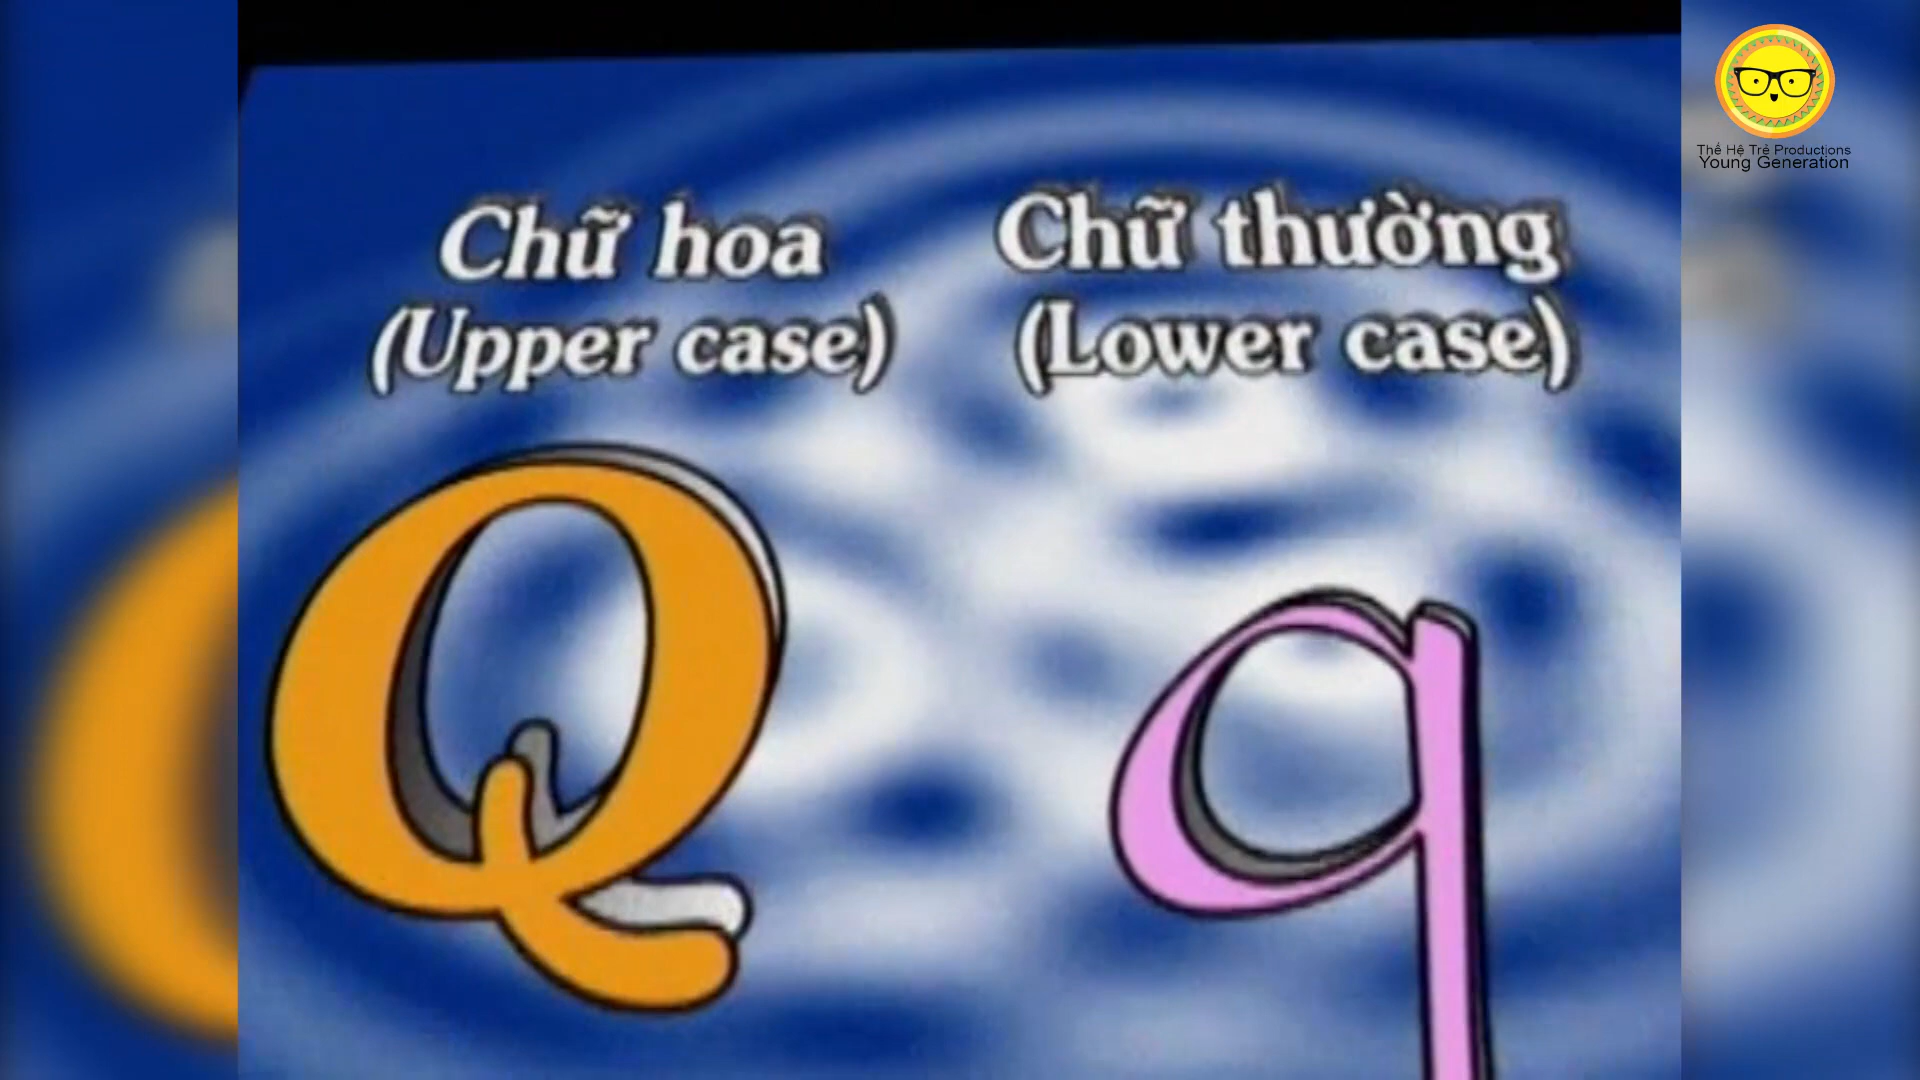 Chữ hoa
(Upper case)
Chữ thường
(Lower case)
Q
q
Thế Hệ Trẻ Productions
Young Generation